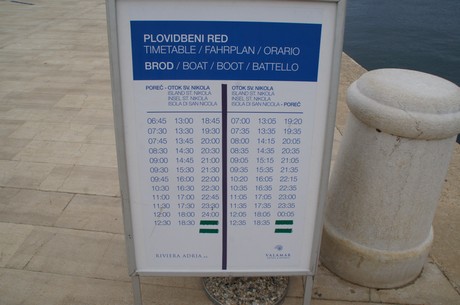 PLOVIDBENI RED
TIMETABLE / FAHRPLAN / ORARIO
BROD / BOAT / BOOT / BATTELLO
POREČ - OTOK SV. NIKOLA
ISLAND ST. NIKOLA
INSEL ST. NIKOLA
ISOLA DI SAN NICOLA
OTOK SV. NIKOLA
ISLAND ST. NIKOLA
INSEL ST. NIKOLA
ISOLA DI SAN NICOLA - POREČ
06:45 13:00 18:45 07:00 13:05 19:20
07:30 13:30 19:30 07:35 13:35 19:35
07:45 13:45 20:00 08:00 14:15 20:05
08:30 14:30 20:30 08:35 14:35 20:35
09:00 14:45 21:00 09:05 15:15 21:05
09:30 15:30 21:30 09:35 15:35 21:35
09:45 16:00 22:00 10:20 16:05 22:15
10:30 16:30 22:30 10:35 16:35 22:35
11:00 17:00 22:45 11:05 17:05 23:05
11:30 17:30 23:30 11:35 17:35 23:35
12:00 18:00 24:00 12:05 18:05 00:05
12:30 18:30 12:35 18:35
RIVIERA ADRIA
VALAMAR